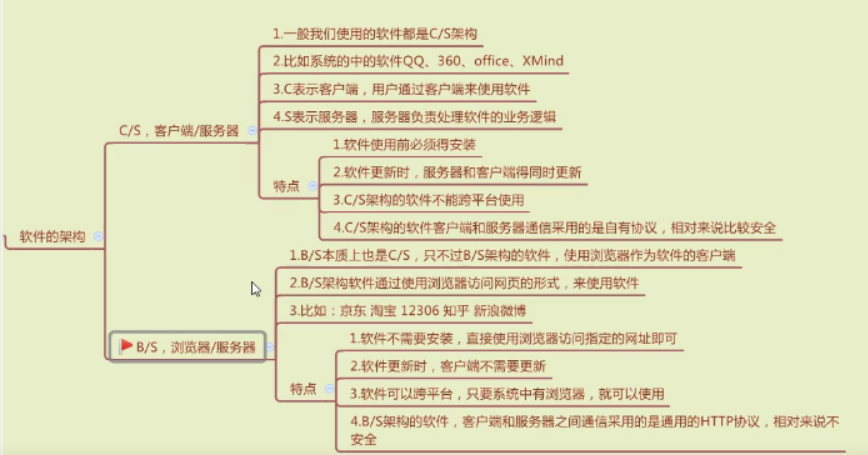 软件的架构
C/S，客户端/服务器
1.一般我们使用的软件都是C/S架构
2.比如系统的中的软件QQ、360、office、XMind
3.C表示客户端，用户通过客户端来使用软件
4.S表示服务器，服务器负责处理软件的业务逻辑
特点
1.软件使用前必须得安装
2.软件更新时，服务器和客户端得同时更新
3.C/S架构的软件不能跨平台使用
4.C/S架构的软件客户端和服务器通信采用的是自有协议，相对来说比较安全
B/S，浏览器/服务器
1.B/S本质上也是C/S，只不过B/S架构的软件，使用浏览器作为软件的客户端
2.B/S架构软件通过使用浏览器访问网页的形式，来使用软件
3.比如：京东 淘宝 12306 知乎 新浪微博
特点
1.软件不需要安装，直接使用浏览器访问指定的网址即可
2.软件更新时，客户端不需要更新
3.软件可以跨平台，只要系统中有浏览器，就可以使用
4.B/S架构的软件，客户端和服务器之间通信采用的是通用的HTTP协议，相对来说不
安全